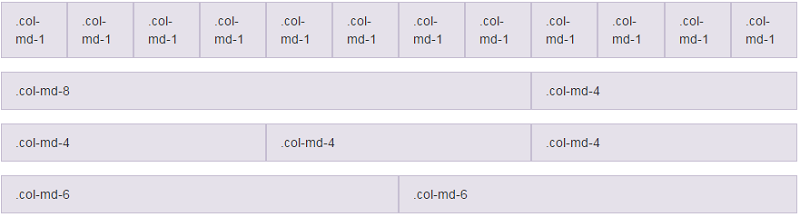 .col- .col- .col- .col- .col- .col- .col- .col- .col- .col- .col- .col-
md-1 md-1 md-1 md-1 md-1 md-1 md-1 md-1 md-1 md-1 md-1 md-1
.col-md-8 .col-md-4
.col-md-4 .col-md-4 .col-md-4
.col-md-6 .col-md-6